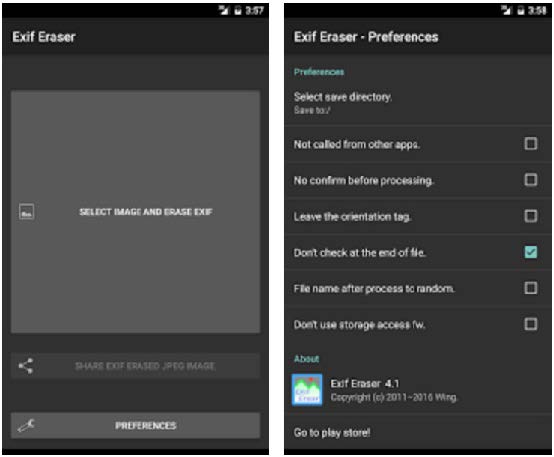 3:57
Exif Eraser
SELECT IMAGE AND ERASE EXIF
SHARE EXIF ERASED JPEG IMAGE.
PREFERENCES
3:58
Exif Eraser - Preferences
Preferences
Select save directory.
Save to:/
Not called from other apps.
No confirm before processing.
Leave the orientation tag.
Don't check at the end of file.
File name after process to random.
Don't use storage access fw.
About
Exif Eraser
Exif Eraser 4.1
Copyright (c) 2011-2016 Wing.
Go to play store!